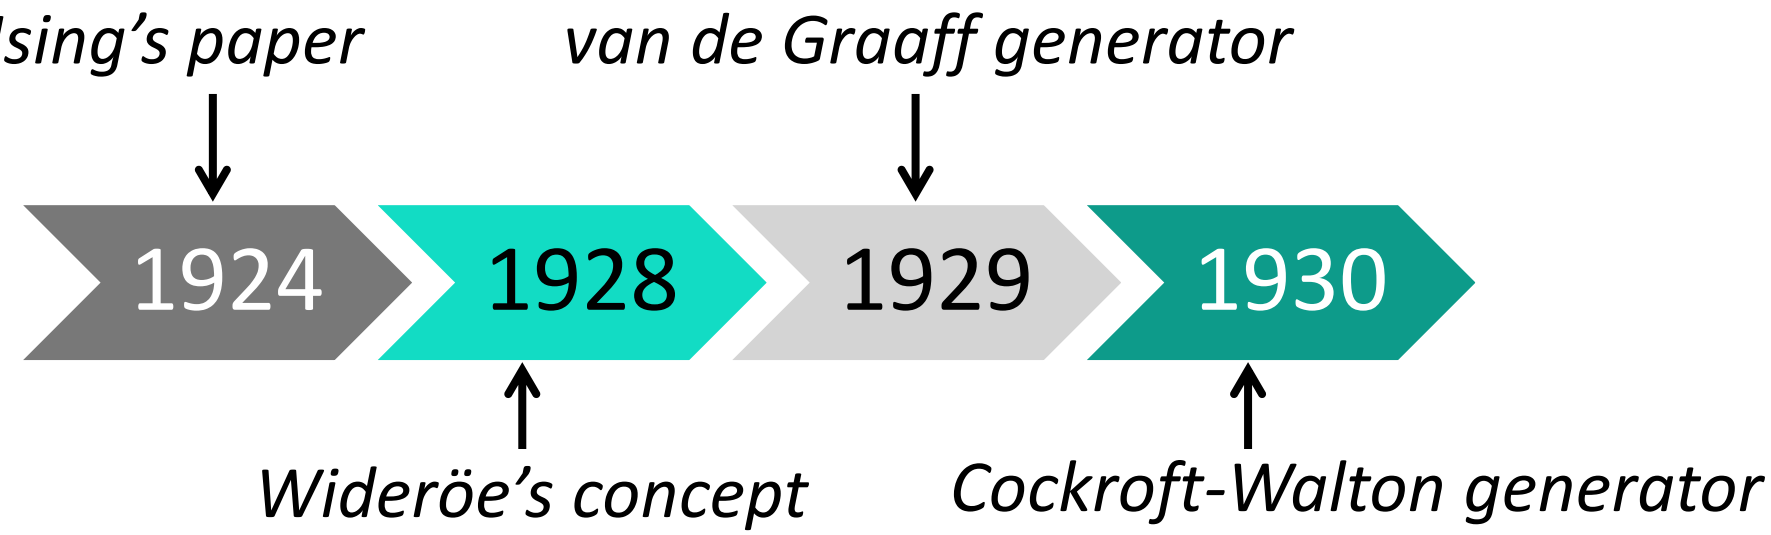 sing’s paper
van de Graaff generator
1924
1928
1929
1930
Wideröe’s concept
Cockroft-Walton generator